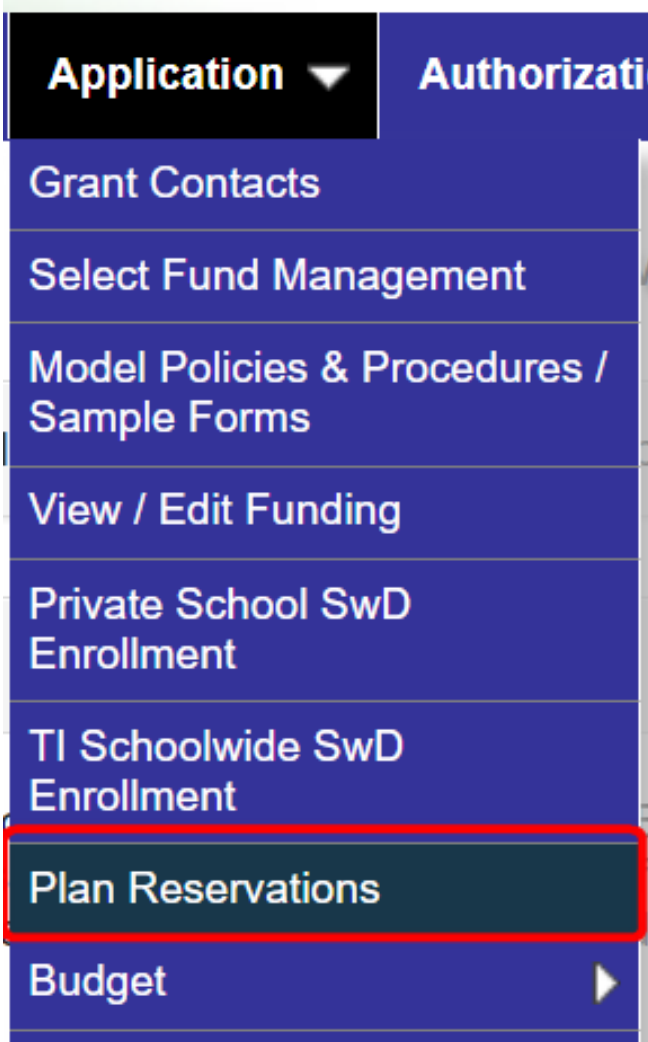 Application Authorizati
Grant Contacts
Select Fund Management
Model Policies & Procedures /
Sample Forms
View / Edit Funding
Private School SwD
Enrollment
TI Schoolwide SwD
Enrollment
Plan Reservations
Budget